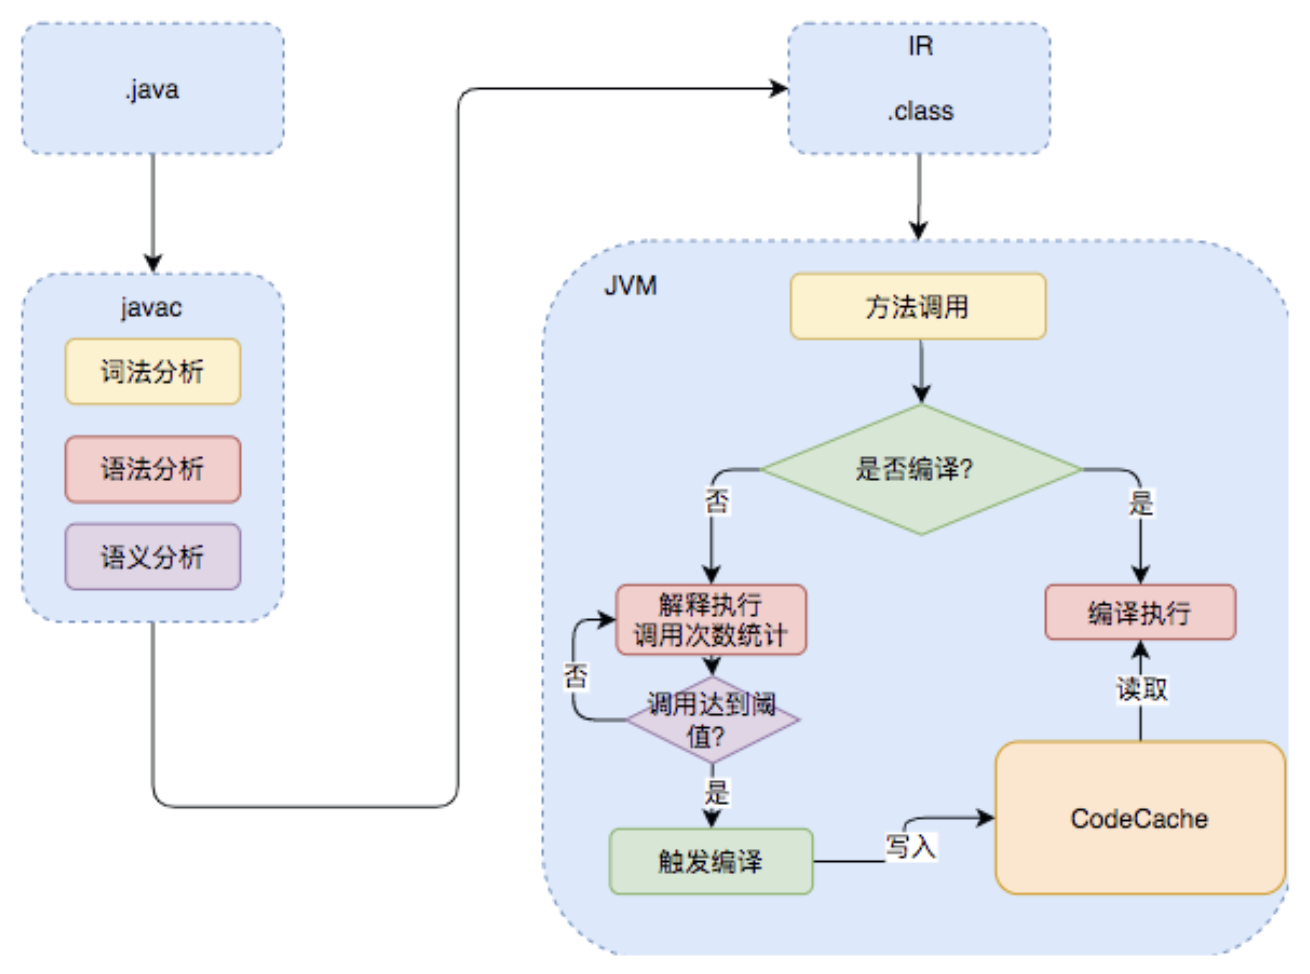 .java
javac
词法分析
语法分析
语义分析
IR
.class
JVM
方法调用
是否编译?
否
是
解释执行
调用次数统计
编译执行
否
调用达到阈
值?
读取
是
触发编译
写入
CodeCache